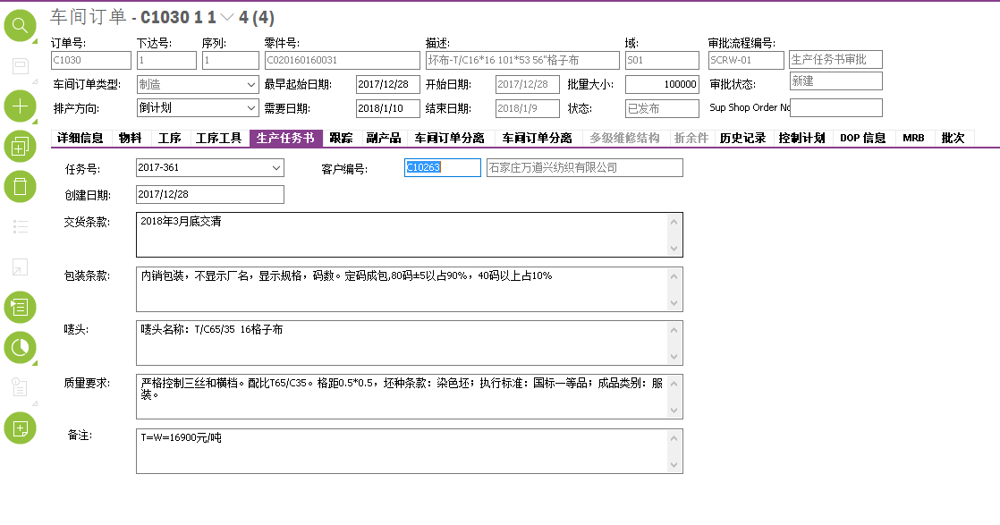 车间订单 - C1030 1 1 4 (4)
订单号: 下达号: 序列: 零件号: 描述: 域: 审批流程编号:
C1030 1 1 C020160160031 坯布-T/C16*16 101*53 56"格子布 S01 SCRW-01 生产任务书审批
车间订单类型: 制造 最早起始日期: 2017/12/28 开始日期: 2017/12/28 批量大小: 100000 审批状态: 新建
排产方向: 倒计划 需要日期: 2018/1/10 结束日期: 2018/1/9 状态: 已发布 Sup Shop Order No
详细信息 物料 工序 工序工具 生产任务书 跟踪 副产品 车间订单分离 车间订单分离 多级维修结构 折余件 历史记录 控制计划 DOP 信息 MRB 批次
任务号: 2017-361 客户编号: C10263 石家庄万道兴纺织有限公司
创建日期: 2017/12/28
交货条款: 2018年3月底交清
包装条款: 内销包装，不显示厂名，显示规格，码数。定码成包,80码±5以占90%，40码以上占10%
唛头: 唛头名称：T/C65/35 16格子布
质量要求: 严格控制三丝和横档。配比T65/C35。格距0.5*0.5，坯种条款：染色坯；执行标准：国标一等品；成品类别：服
装。
备注: T=W=16900元/吨